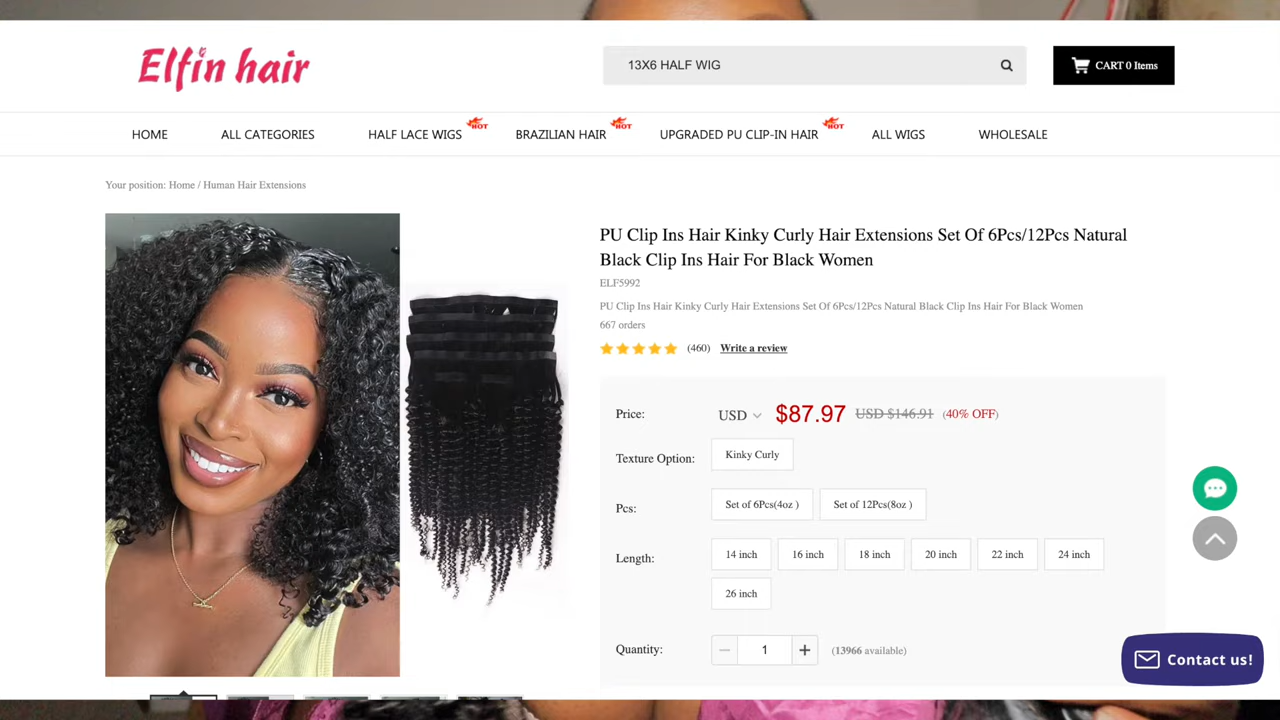 Elfin hair
13X6 HALF WIG
CART 0 Items
HOME
ALL CATEGORIES
HALF LACE WIGS
HOT
BRAZILIAN HAIR
HOT
UPGRADED PU CLIP-IN HAIR
HOT
ALL WIGS
WHOLESALE
Your position: Home / Human Hair Extensions
PU Clip Ins Hair Kinky Curly Hair Extensions Set Of 6Pcs/12Pcs Natural
Black Clip Ins Hair For Black Women
ELF5992
PU Clip Ins Hair Kinky Curly Hair Extensions Set Of 6Pcs/12Pcs Natural Black Clip Ins Hair For Black Women
667 orders
(460) Write a review
Price: USD $87.97 USD $146.91 (40% OFF)
Texture Option: Kinky Curly
Pcs: Set of 6Pcs(4oz ) Set of 12Pcs(8oz )
Length: 14 inch 16 inch 18 inch 20 inch 22 inch 24 inch
26 inch
Quantity: − 1 + (13966 available)
Contact us!